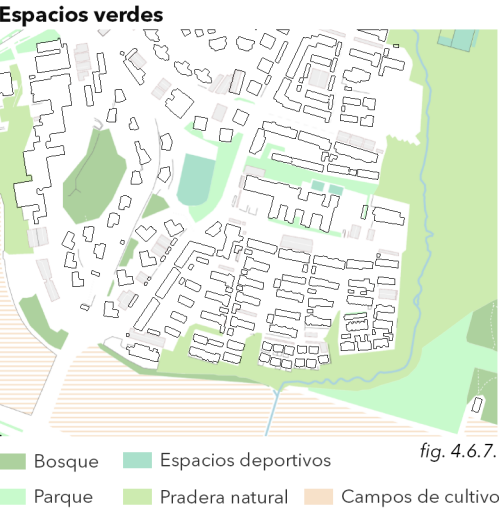 Espacios verdes
fig. 4.6.7.
Bosque
Espacios deportivos
Parque
Pradera natural
Campos de cultivo